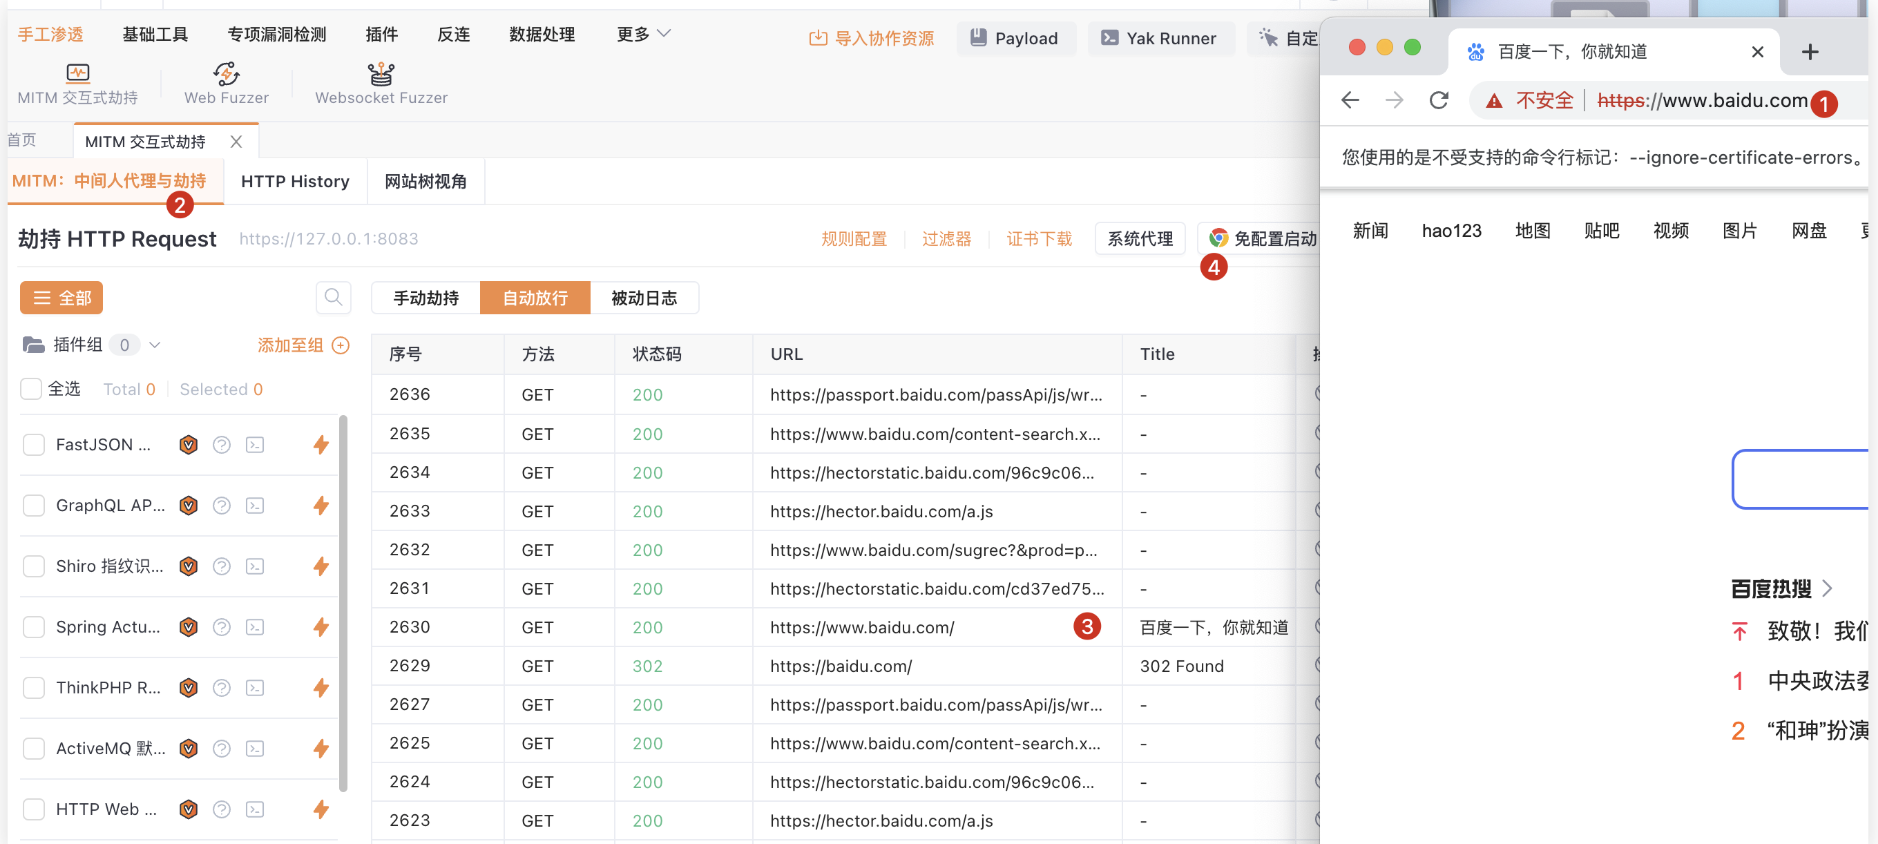 手工渗透 基础工具 专项漏洞检测 插件 反连 数据处理 更多 导入协作资源 Payload Yak Runner 自定
MITM 交互式劫持 Web Fuzzer Websocket Fuzzer
首页 MITM 交互式劫持
MITM：中间人代理与劫持 HTTP History 网站树视角
2
劫持 HTTP Request https://127.0.0.1:8083 规则配置 过滤器 证书下载 系统代理 免配置启动
4
全部 手动劫持 自动放行 被动日志
插件组 0 添加至组
全选 Total 0 Selected 0
FastJSON ...
GraphQL AP...
Shiro 指纹识...
Spring Actu...
ThinkPHP R...
ActiveMQ 默...
HTTP Web ...
序号 方法 状态码 URL Title
2636 GET 200 https://passport.baidu.com/passApi/js/wr... -
2635 GET 200 https://www.baidu.com/content-search.x... -
2634 GET 200 https://hectorstatic.baidu.com/96c9c06... -
2633 GET 200 https://hector.baidu.com/a.js -
2632 GET 200 https://www.baidu.com/sugrec?&prod=p... -
2631 GET 200 https://hectorstatic.baidu.com/cd37ed75... -
2630 GET 200 https://www.baidu.com/ 3 百度一下，你就知道
2629 GET 302 https://baidu.com/ 302 Found
2627 GET 200 https://passport.baidu.com/passApi/js/wr... -
2625 GET 200 https://www.baidu.com/content-search.x... -
2624 GET 200 https://hectorstatic.baidu.com/96c9c06... -
2623 GET 200 https://hector.baidu.com/a.js -
百度一下，你就知道
不安全 https://www.baidu.com 1
您使用的是不受支持的命令行标记：--ignore-certificate-errors。
新闻 hao123 地图 贴吧 视频 图片 网盘
百度热搜
致敬！我们
1 中央政法委
2 “和珅”扮演